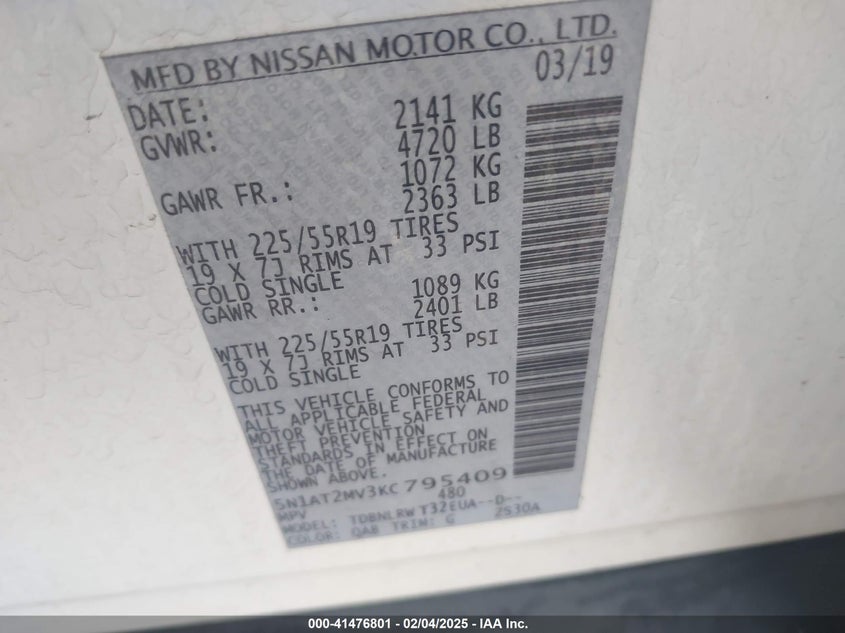 MFD BY NISSAN MOTOR CO., LTD.
DATE: 03/19
GVWR: 2141 KG
4720 LB
GAWR FR.: 1072 KG
2363 LB
WITH 225/55R19 TIRES
19 X 7J RIMS AT 33 PSI
COLD SINGLE
GAWR RR.: 1089 KG
2401 LB
WITH 225/55R19 TIRES
19 X 7J RIMS AT 33 PSI
COLD SINGLE
THIS VEHICLE CONFORMS TO
ALL APPLICABLE FEDERAL
MOTOR VEHICLE SAFETY AND
THEFT PREVENTION
STANDARDS IN EFFECT ON
THE DATE OF MANUFACTURE
SHOWN ABOVE.
5N1AT2MV3KC795409
MPV 480
MODEL: TDBNLRWT32EUA--D--
COLOR: QAB TRIM: G 2S30A
000-41476801 - 02/04/2025 - IAA Inc.